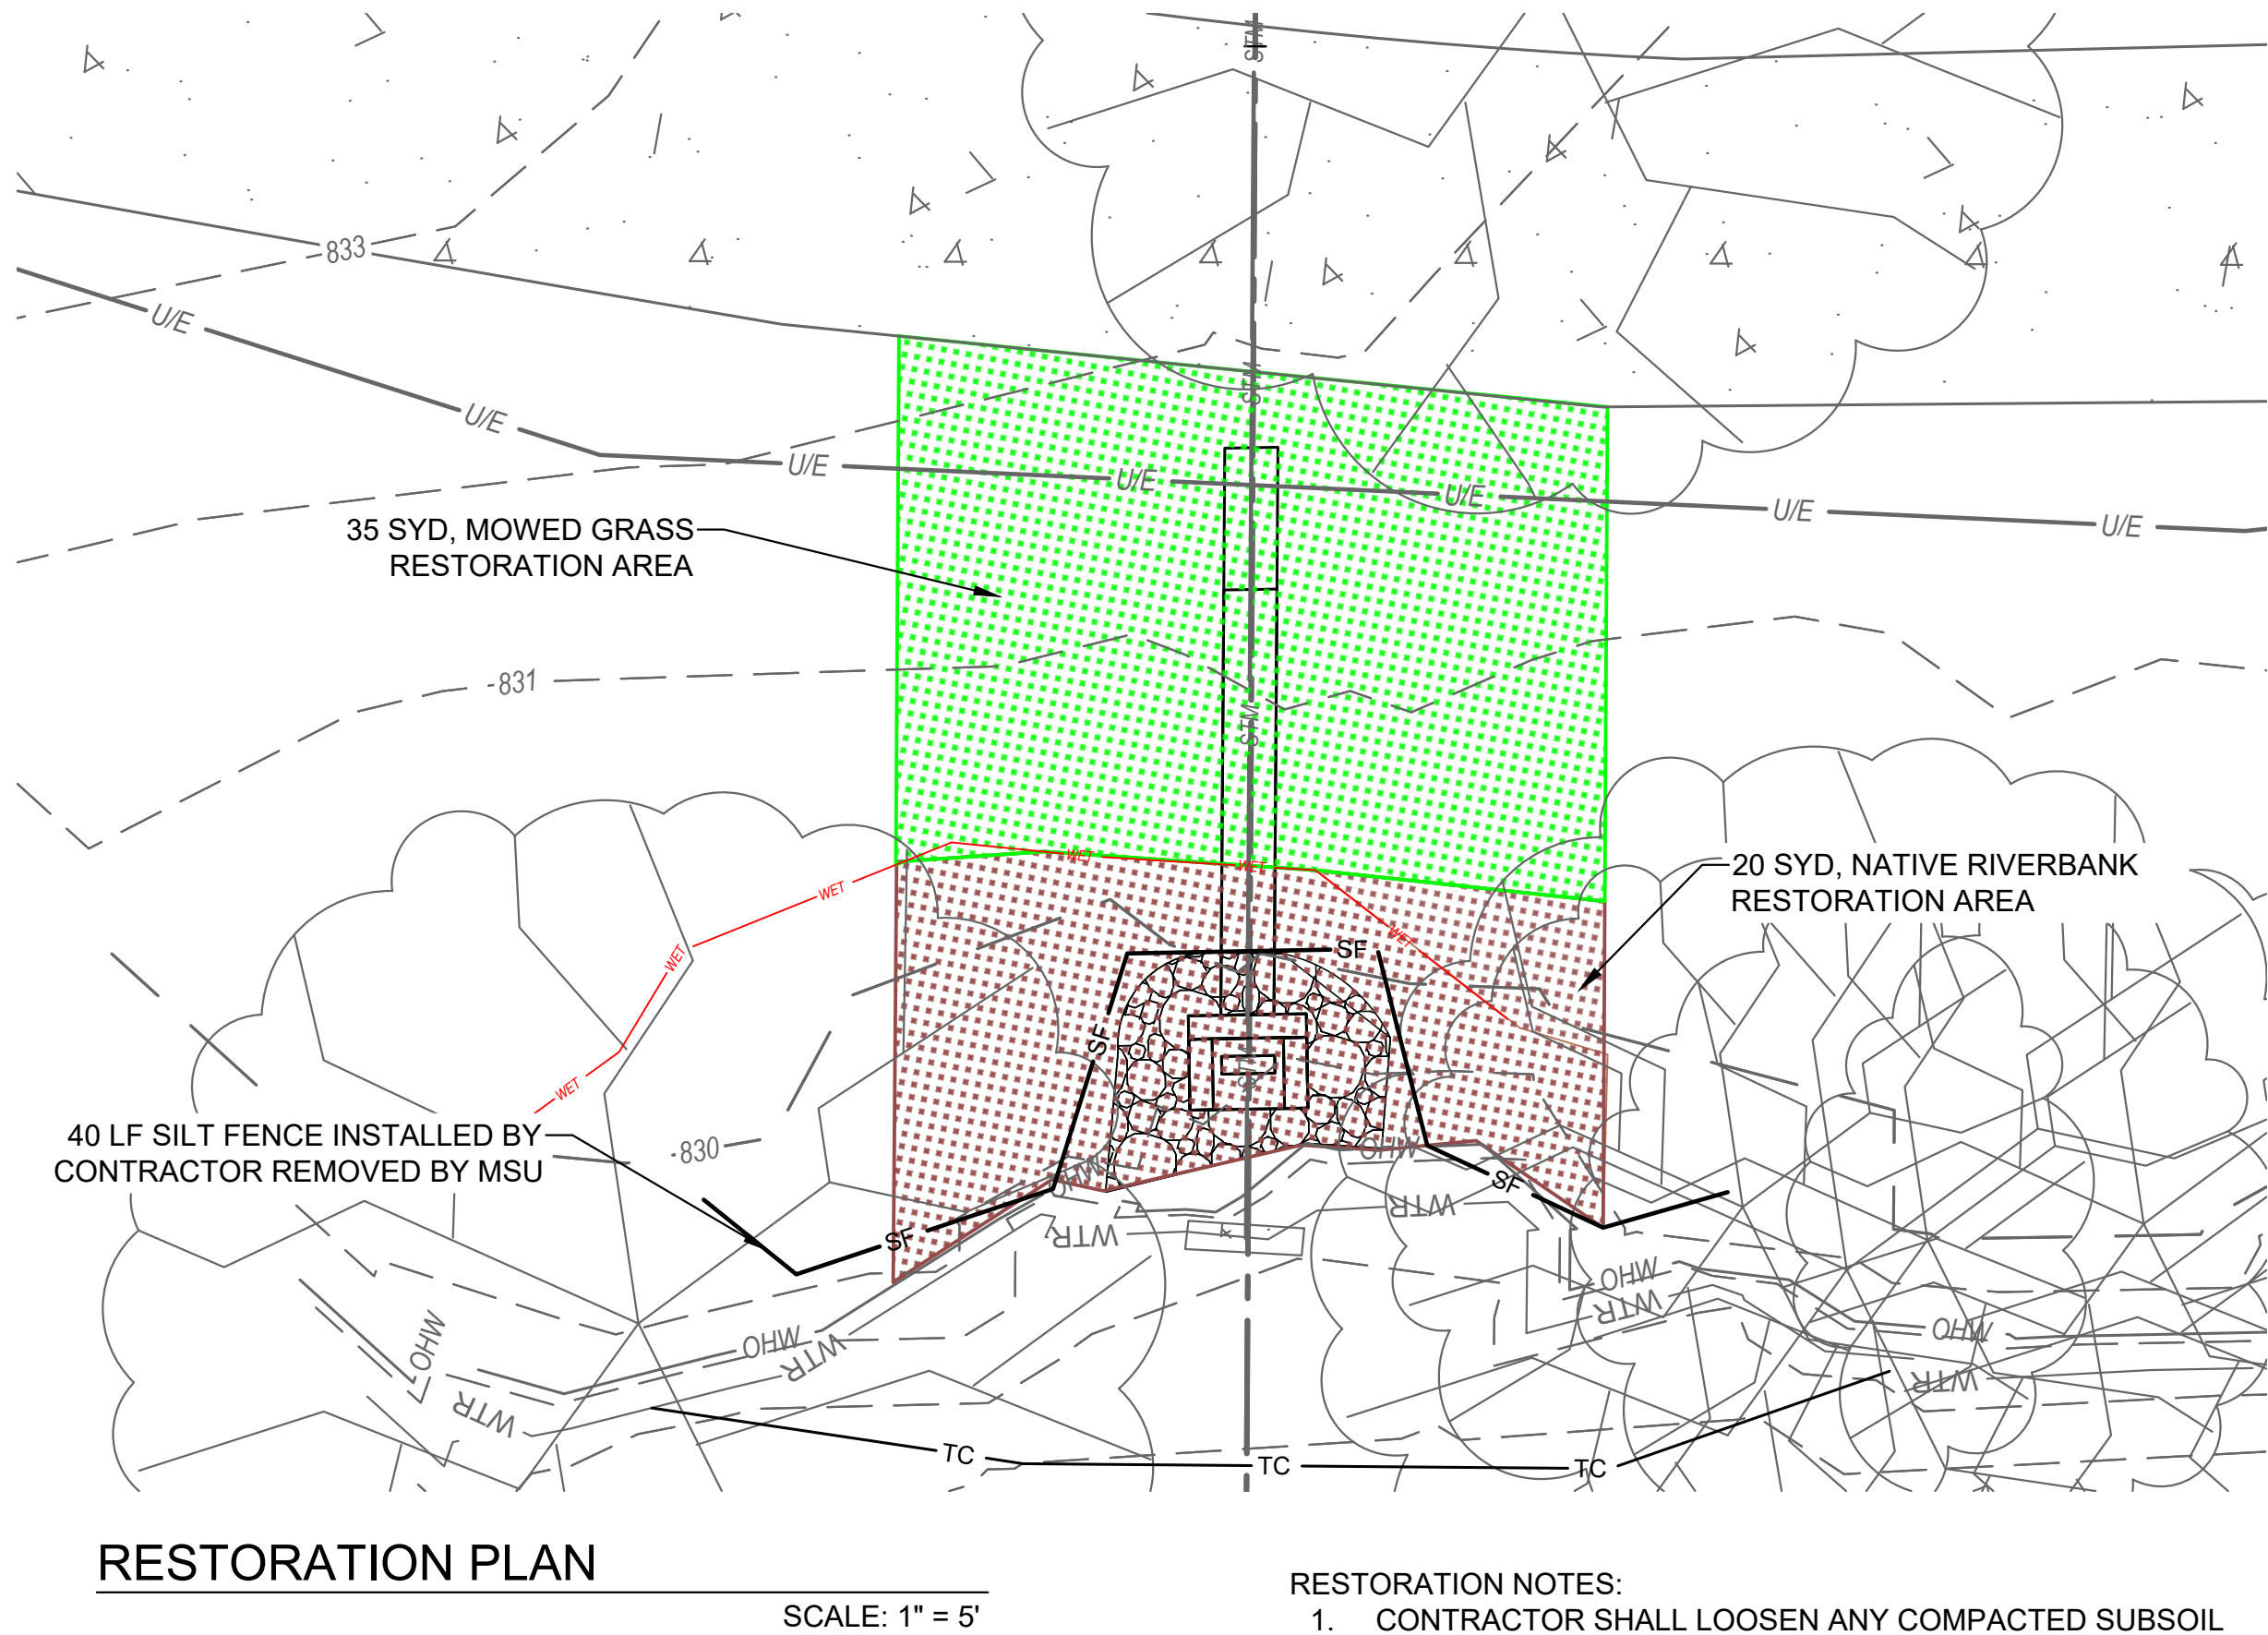 STM
833
U/E
STM
U/E
U/E
U/E
U/E
U/E
U/E
35 SYD, MOWED GRASS
RESTORATION AREA
-831
STM
WET
WET
WET
20 SYD, NATIVE RIVERBANK
RESTORATION AREA
WET
SF
WET
SF
STM
WET
40 LF SILT FENCE INSTALLED BY
CONTRACTOR REMOVED BY MSU
-830
OHW
OHW
SF
WTR
WTR
SF
OHW
WTR
OHW
OHW
WTR
OHW
WTR
WTR
TC
TC
TC
RESTORATION PLAN
SCALE: 1" = 5'
RESTORATION NOTES:
1. CONTRACTOR SHALL LOOSEN ANY COMPACTED SUBSOIL